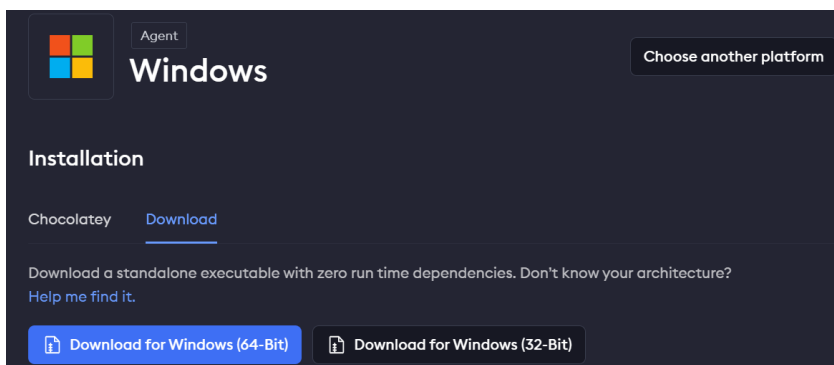 Agent
Windows
Choose another platform
Installation
Chocolatey Download
Download a standalone executable with zero run time dependencies. Don't know your architecture?
Help me find it.
Download for Windows (64-Bit) Download for Windows (32-Bit)